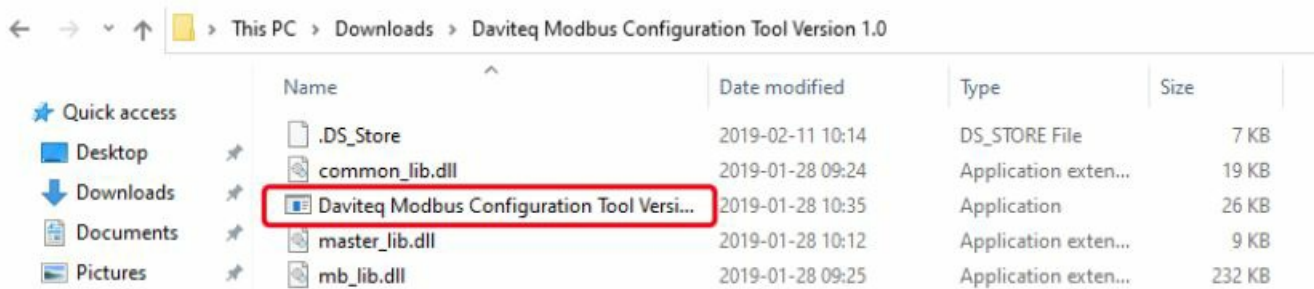 This PC > Downloads > Daviteq Modbus Configuration Tool Version 1.0
Name Date modified Type Size
Quick access
.DS_Store 2019-02-11 10:14 DS_STORE File 7 KB
Desktop
common_lib.dll 2019-01-28 09:24 Application exten... 19 KB
Downloads
Daviteq Modbus Configuration Tool Versi... 2019-01-28 10:35 Application 26 KB
Documents
master_lib.dll 2019-01-28 10:12 Application exten... 9 KB
Pictures
mb_lib.dll 2019-01-28 09:25 Application exten... 232 KB